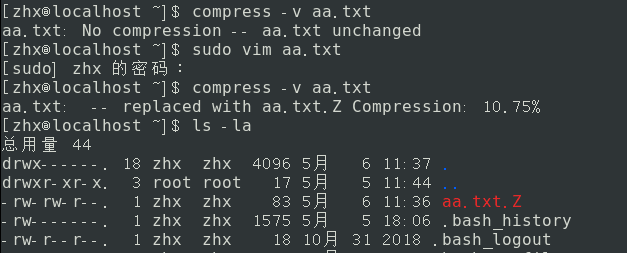 [zhx@localhost ~]$ compress -v aa.txt
aa.txt: No compression -- aa.txt unchanged
[zhx@localhost ~]$ sudo vim aa.txt
[sudo] zhx 的密码：
[zhx@localhost ~]$ compress -v aa.txt
aa.txt:  -- replaced with aa.txt.Z Compression: 10.75%
[zhx@localhost ~]$ ls -la
总用量 44
drwx------. 18 zhx  zhx  4096 5月   6 11:37 .
drwxr-xr-x.  3 root root   17 5月   5 11:44 ..
-rw-rw-r--.  1 zhx  zhx    83 5月   6 11:36 aa.txt.Z
-rw-------.  1 zhx  zhx  1575 5月   5 18:06 .bash_history
-rw-r--r--.  1 zhx  zhx    18 10月 31 2018 .bash_logout